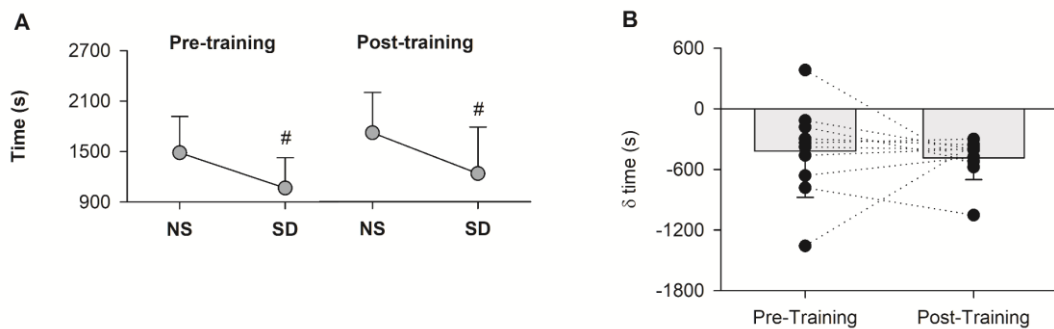 A
Pre-training
Post-training
Time (s)
2700
2100
1500
900
#
#
NS
SD
NS
SD
B
δ time (s)
600
0
-600
-1200
-1800
Pre-Training
Post-Training